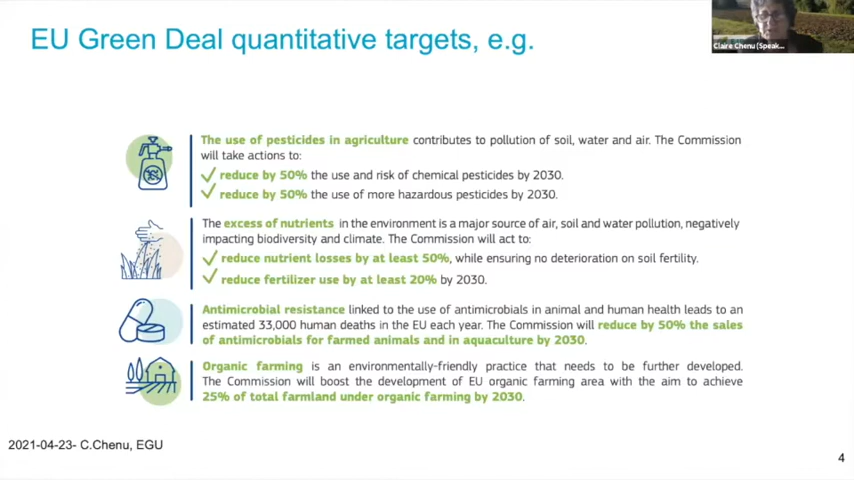 EU Green Deal quantitative targets, e.g.
Claire Chenu (Speak...
The use of pesticides in agriculture contributes to pollution of soil, water and air. The Commission
will take actions to:
reduce by 50% the use and risk of chemical pesticides by 2030.
reduce by 50% the use of more hazardous pesticides by 2030.
The excess of nutrients in the environment is a major source of air, soil and water pollution, negatively
impacting biodiversity and climate. The Commission will act to:
reduce nutrient losses by at least 50%, while ensuring no deterioration on soil fertility.
reduce fertilizer use by at least 20% by 2030.
Antimicrobial resistance linked to the use of antimicrobials in animal and human health leads to an
estimated 33,000 human deaths in the EU each year. The Commission will reduce by 50% the sales
of antimicrobials for farmed animals and in aquaculture by 2030.
Organic farming is an environmentally-friendly practice that needs to be further developed.
The Commission will boost the development of EU organic farming area with the aim to achieve
25% of total farmland under organic farming by 2030.
2021-04-23- C.Chenu, EGU
4